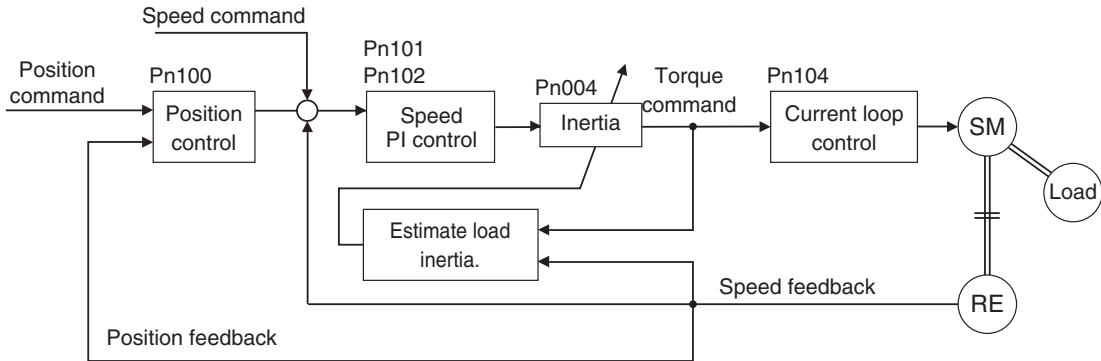 Speed command
Pn101
Pn102
Position
command
Pn100
Position
control
Speed
PI control
Pn004
Inertia
Torque
command
Pn104
Current loop
control
SM
Load
Estimate load
inertia.
Speed feedback
RE
Position feedback